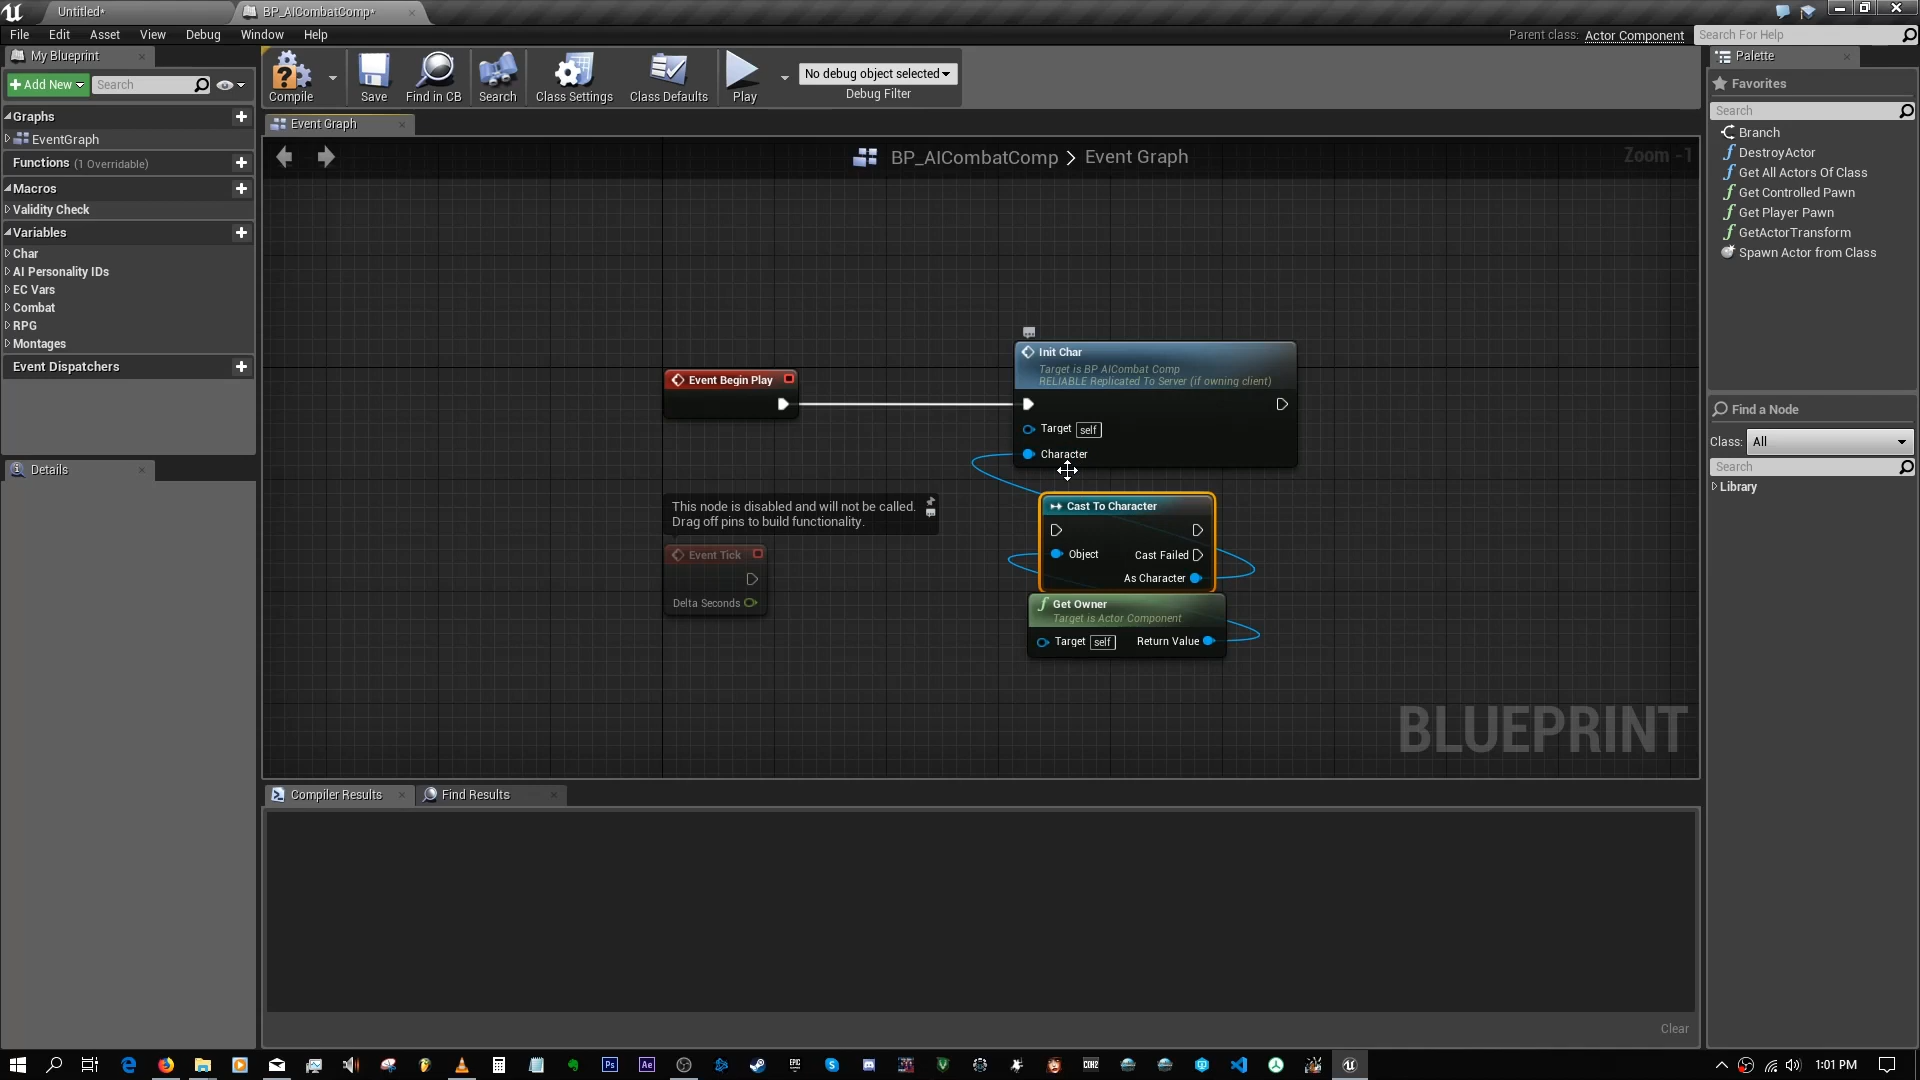 Untitled*
BP_AICombatComp*
File Edit Asset View Debug Window Help
Parent class: Actor Component
Search For Help
My Blueprint
Add New
Search
Graphs
EventGraph
Functions (1 Overridable)
Macros
Validity Check
Variables
Char
AI Personality IDs
EC Vars
Combat
RPG
Montages
Event Dispatchers
Details
Compile
Save
Find in CB
Search
Class Settings
Class Defaults
Play
No debug object selected
Debug Filter
Event Graph
BP_AICombatComp > Event Graph
Zoom -1
Event Begin Play
Init Char
Target is BP AICombat Comp
RELIABLE Replicated To Server (if owning client)
Target self
Character
This node is disabled and will not be called.
Drag off pins to build functionality.
Event Tick
Delta Seconds
Cast To Character
Object
Cast Failed
As Character
Get Owner
Target is Actor Component
Target self
Return Value
BLUEPRINT
Compiler Results
Find Results
Clear
Palette
Favorites
Search
Branch
DestroyActor
Get All Actors Of Class
Get Controlled Pawn
Get Player Pawn
GetActorTransform
Spawn Actor from Class
Find a Node
Class: All
Search
Library
Ps
Ae
1:01 PM